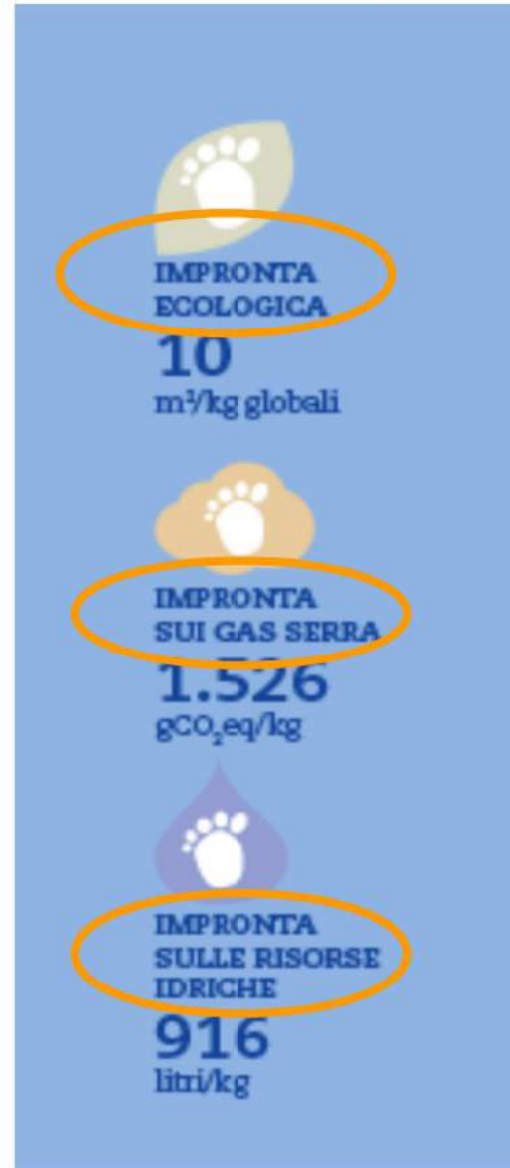 IMPRONTA
ECOLOGICA
10
m²/kg globali
IMPRONTA
SUI GAS SERRA
1.526
gCO₂eq/kg
IMPRONTA
SULLE RISORSE
IDRICHE
916
litri/kg